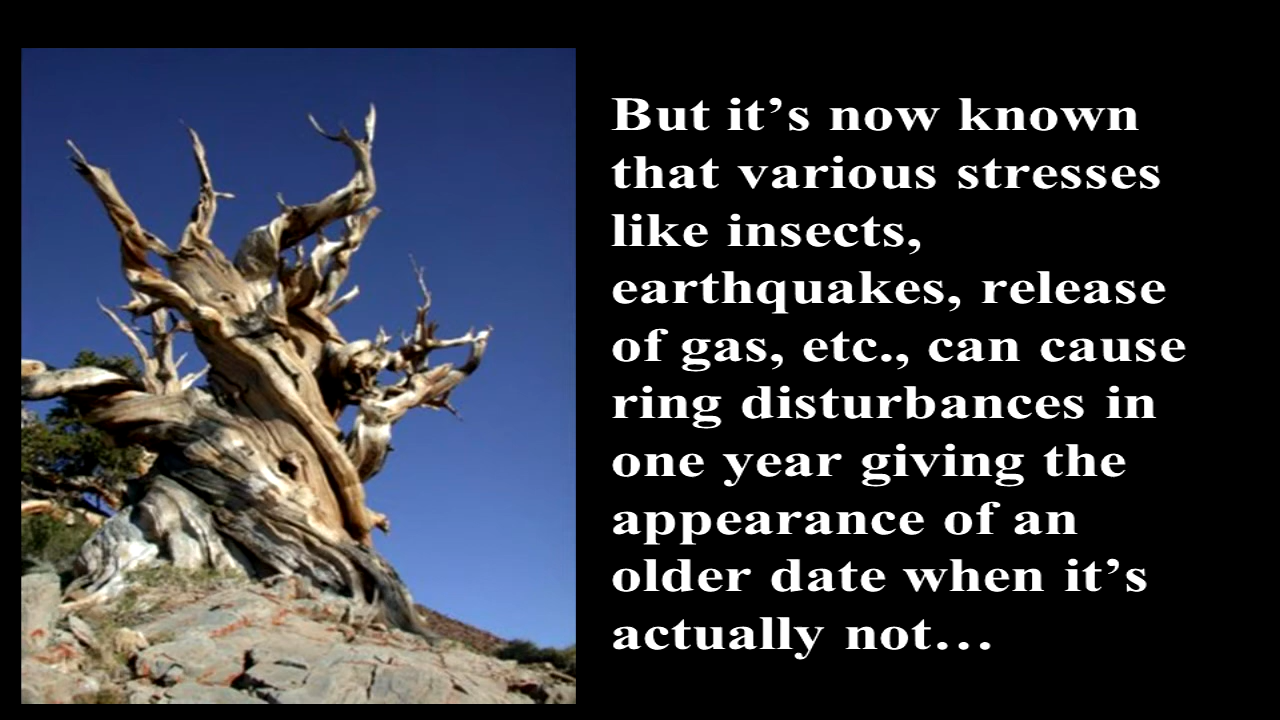 But it’s now known
that various stresses
like insects,
earthquakes, release
of gas, etc., can cause
ring disturbances in
one year giving the
appearance of an
older date when it’s
actually not…